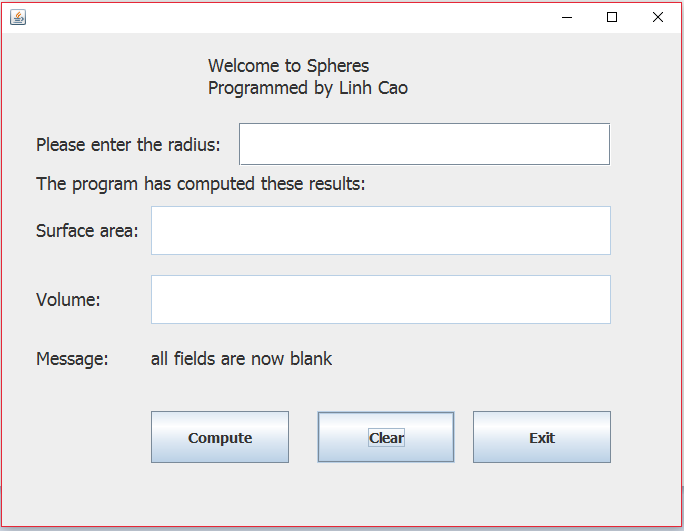 Welcome to Spheres
Programmed by Linh Cao
Please enter the radius:
The program has computed these results:
Surface area:
Volume:
Message: all fields are now blank
Compute Clear Exit